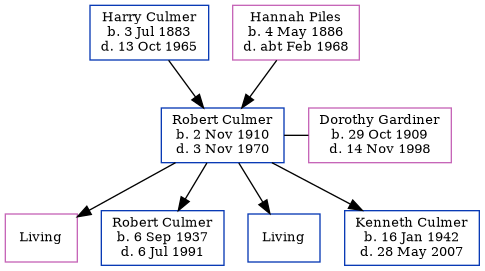 Harry Culmer
b. 3 Jul 1883
d. 13 Oct 1965
Hannah Piles
b. 4 May 1886
d. abt Feb 1968
Robert Culmer
b. 2 Nov 1910
d. 3 Nov 1970
Dorothy Gardiner
b. 29 Oct 1909
d. 14 Nov 1998
Living
Robert Culmer
b. 6 Sep 1937
d. 6 Jul 1991
Living
Kenneth Culmer
b. 16 Jan 1942
d. 28 May 2007